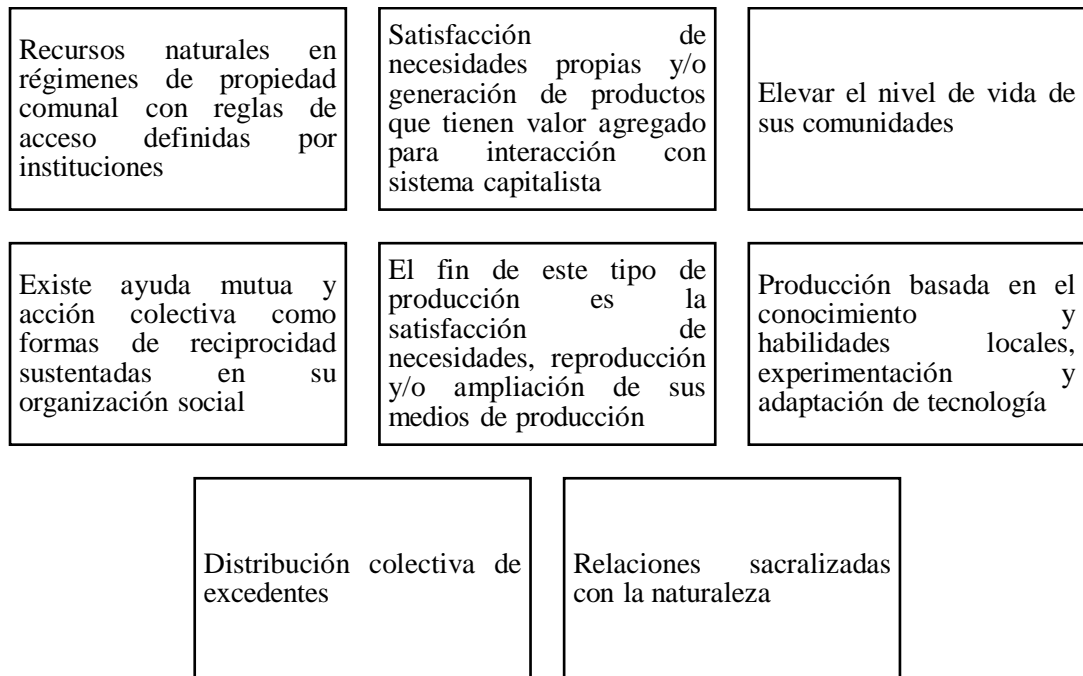 Recursos naturales en
régimenes de propiedad
comunal con reglas de
acceso definidas por
instituciones
Satisfacción de
necesidades propias y/o
generación de productos
que tienen valor agregado
para interacción con
sistema capitalista
Elevar el nivel de vida de
sus comunidades
Existe ayuda mutua y
acción colectiva como
formas de reciprocidad
sustentadas en su
organización social
El fin de este tipo de
producción es la
satisfacción de
necesidades, reproducción
y/o ampliación de sus
medios de producción
Producción basada en el
conocimiento y
habilidades locales,
experimentación y
adaptación de tecnología
Distribución colectiva de
excedentes
Relaciones sacralizadas
con la naturaleza